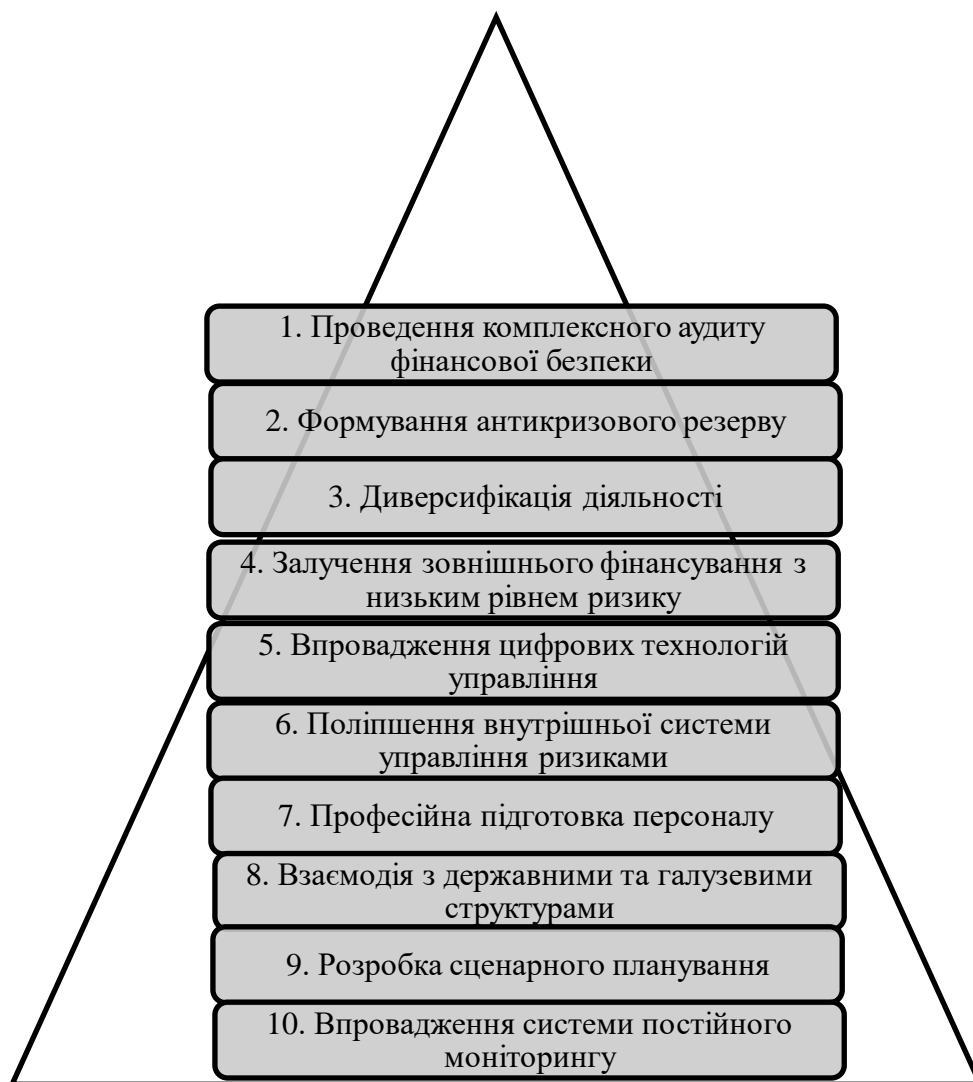 1. Проведення комплексного аудиту
фінансової безпеки
2. Формування антикризового резерву
3. Диверсифікація діяльності
4. Залучення зовнішнього фінансування з
низьким рівнем ризику
5. Впровадження цифрових технологій
управління
6. Поліпшення внутрішньої системи
управління ризиками
7. Професійна підготовка персоналу
8. Взаємодія з державними та галузевими
структурами
9. Розробка сценарного планування
10. Впровадження системи постійного
моніторингу